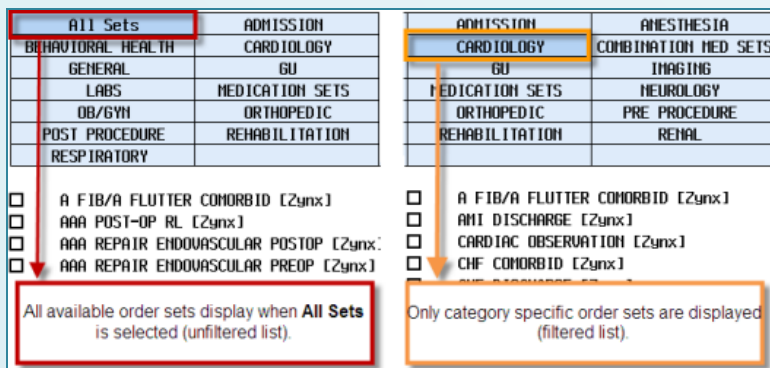 All Sets ADMISSION
BEHAVIORAL HEALTH CARDIOLOGY
GENERAL GU
LABS MEDICATION SETS
OB/GYN ORTHOPEDIC
POST PROCEDURE REHABILITATION
RESPIRATORY
A FIB/A FLUTTER COMORBID [Zynx]
AAA POST-OP RL [Zynx]
AAA REPAIR ENDOVASCULAR POSTOP [Zynx]
AAA REPAIR ENDOVASCULAR PREOP [Zynx]
All available order sets display when All Sets
is selected (unfiltered list).
ADMISSION ANESTHESIA
CARDIOLOGY COMBINATION MED SETS
GU IMAGING
MEDICATION SETS NEUROLOGY
ORTHOPEDIC PRE PROCEDURE
REHABILITATION RENAL
A FIB/A FLUTTER COMORBID [Zynx]
AMI DISCHARGE [Zynx]
CARDIAC OBSERVATION [Zynx]
CHF COMORBID [Zynx]
Only category specific order sets are displayed
(filtered list).